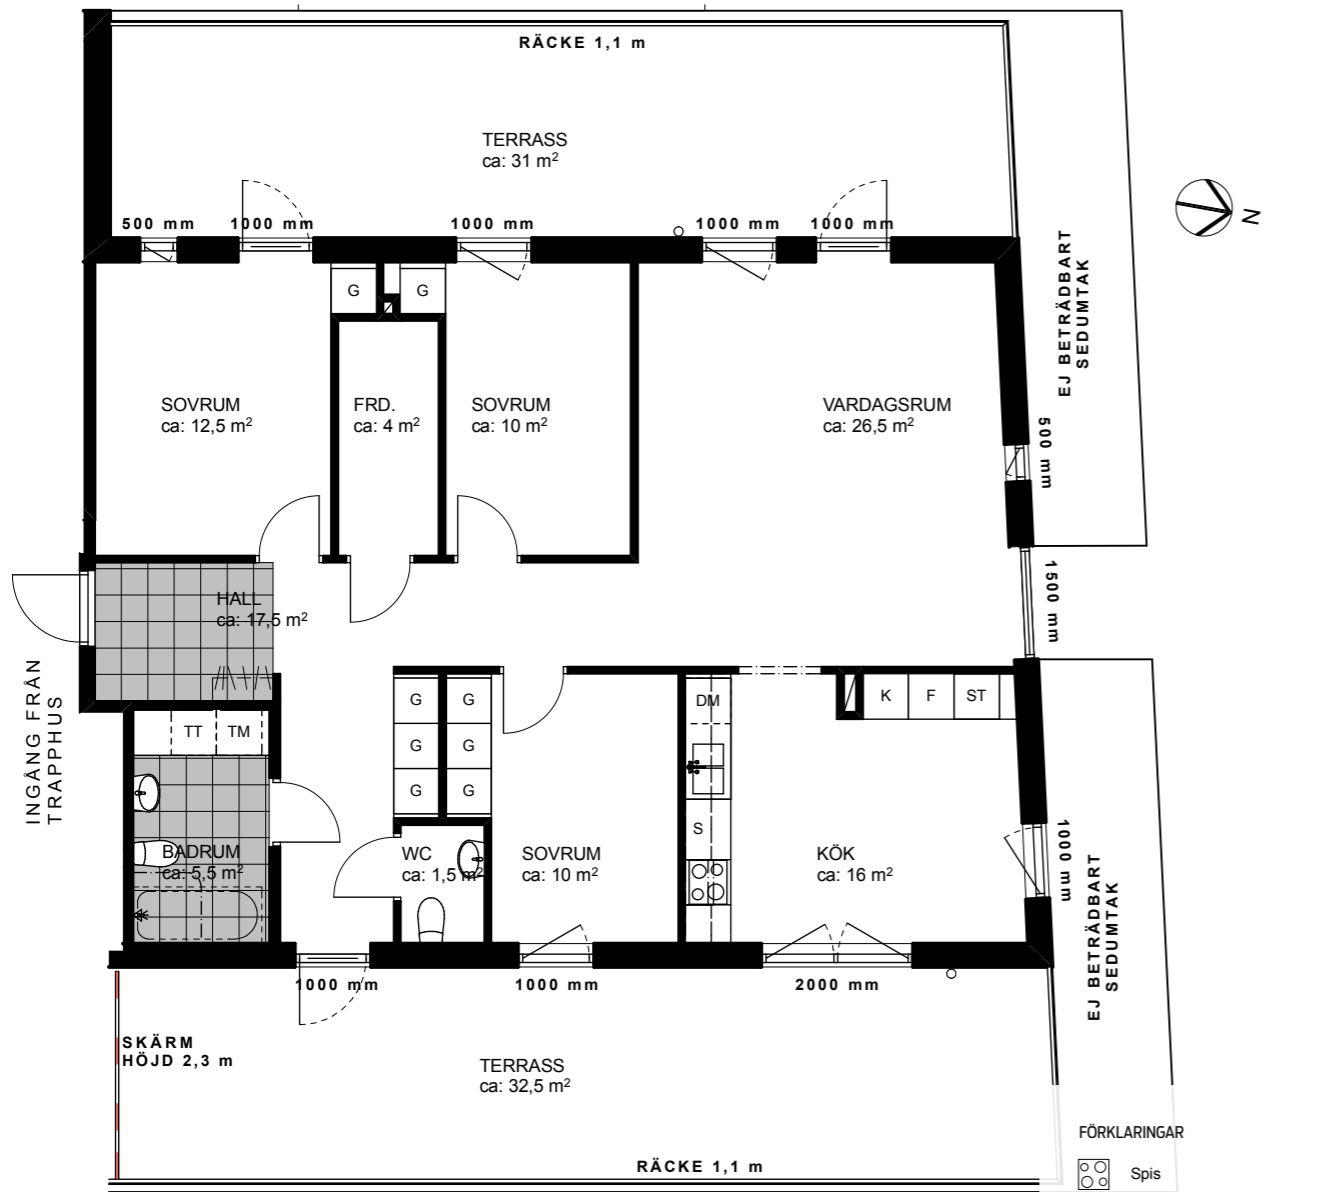 RÄCKE 1,1 m
TERRASS
ca: 31 m²
500 mm
1000 mm
1000 mm
1000 mm
1000 mm
N
EJ BETRÄDBART
SEDUMTAK
G
G
SOVRUM
ca: 12,5 m²
FRD.
ca: 4 m²
SOVRUM
ca: 10 m²
VARDAGSRUM
ca: 26,5 m²
500 mm
1500 mm
HALL
ca: 17,5 m²
INGÅNG FRÅN
TRAPPHUS
TT
TM
G
G
G
G
G
G
DM
K
F
ST
S
BADRUM
ca: 5,5 m²
WC
ca: 1,5 m²
SOVRUM
ca: 10 m²
KÖK
ca: 16 m²
1000 mm
EJ BETRÄDBART
SEDUMTAK
1000 mm
1000 mm
2000 mm
SKÄRM
HÖJD 2,3 m
TERRASS
ca: 32,5 m²
RÄCKE 1,1 m
FÖRKLARINGAR
Spis